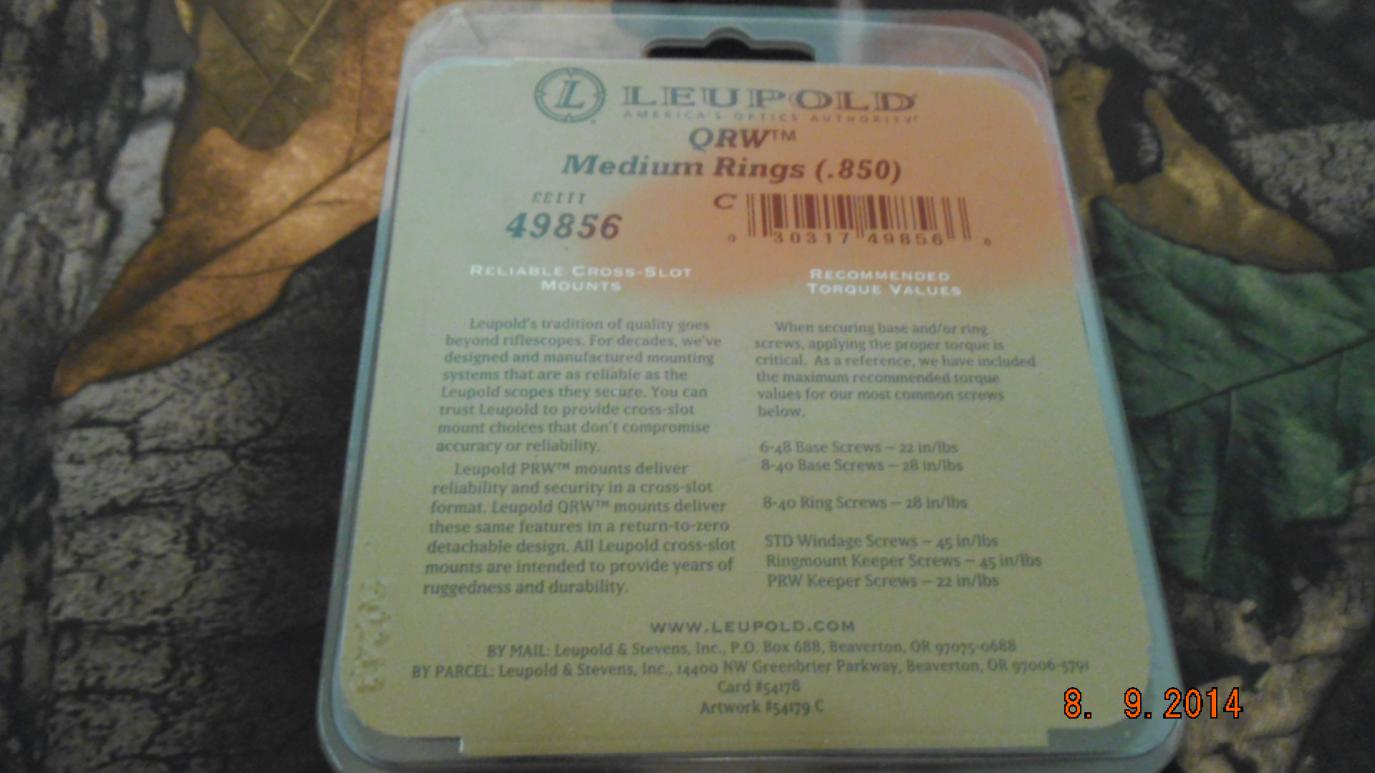 L LEUPOLD
AMERICA'S OPTICS AUTHORITY
QRW™
Medium Rings (.850)
49856
C
0 30317 49856
RELIABLE CROSS-SLOT
MOUNTS
Leupold's tradition of quality goes
beyond riflescopes. For decades, we've
designed and manufactured mounting
systems that are as reliable as the
Leupold scopes they secure. You can
trust Leupold to provide cross-slot
mount choices that don't compromise
accuracy or reliability.
Leupold PRW™ mounts deliver
reliability and security in a cross-slot
format. Leupold QRW™ mounts deliver
these same features in a return-to-zero
detachable design. All Leupold cross-slot
mounts are intended to provide years of
ruggedness and durability.
RECOMMENDED
TORQUE VALUES
When securing base and/or ring
screws, applying the proper torque is
critical. As a reference, we have included
the maximum recommended torque
values for our most common screws
below.
6-48 Base Screws – 22 in/lbs
8-40 Base Screws – 28 in/lbs
8-40 Ring Screws – 28 in/lbs
STD Windage Screws – 45 in/lbs
Ringmount Keeper Screws – 45 in/lbs
PRW Keeper Screws – 22 in/lbs
WWW.LEUPOLD.COM
BY MAIL: Leupold & Stevens, Inc., P.O. Box 688, Beaverton, OR 97075-0688
BY PARCEL: Leupold & Stevens, Inc., 14400 NW Greenbrier Parkway, Beaverton, OR 97006-5791
Card #54178
Artwork #54179 C
8. 9.2014